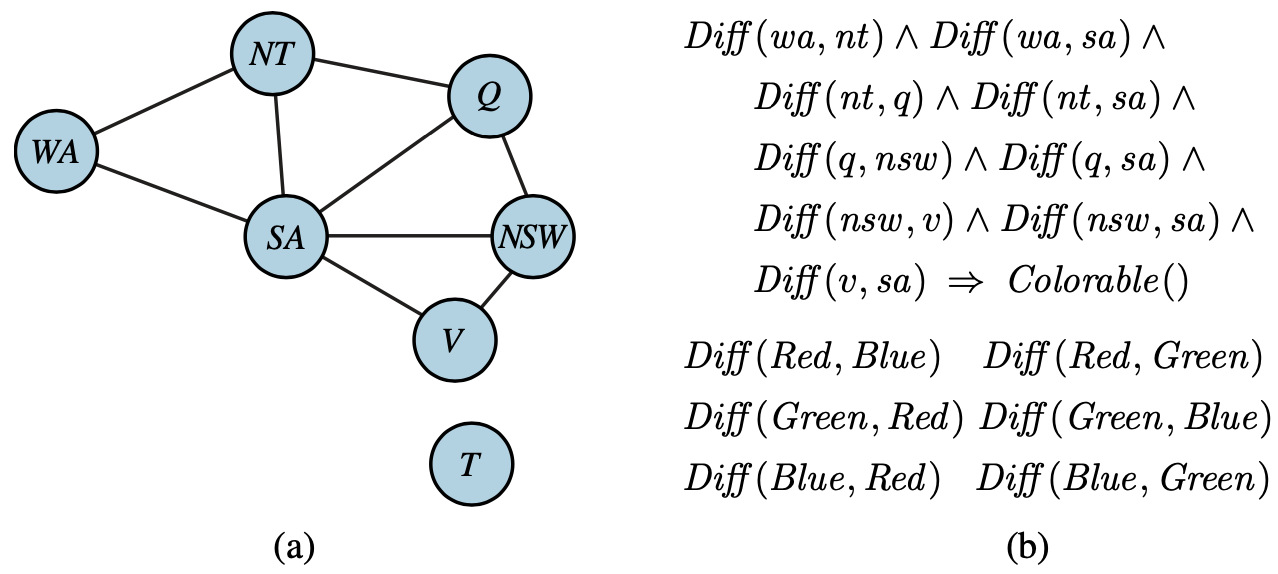 NT
Q
WA
SA
NSW
V
T
(a)
Diff(wa, nt) ∧ Diff(wa, sa) ∧
Diff(nt, q) ∧ Diff(nt, sa) ∧
Diff(q, nsw) ∧ Diff(q, sa) ∧
Diff(nsw, v) ∧ Diff(nsw, sa) ∧
Diff(v, sa) ⇒ Colorable()
Diff(Red, Blue) Diff(Red, Green)
Diff(Green, Red) Diff(Green, Blue)
Diff(Blue, Red) Diff(Blue, Green)
(b)